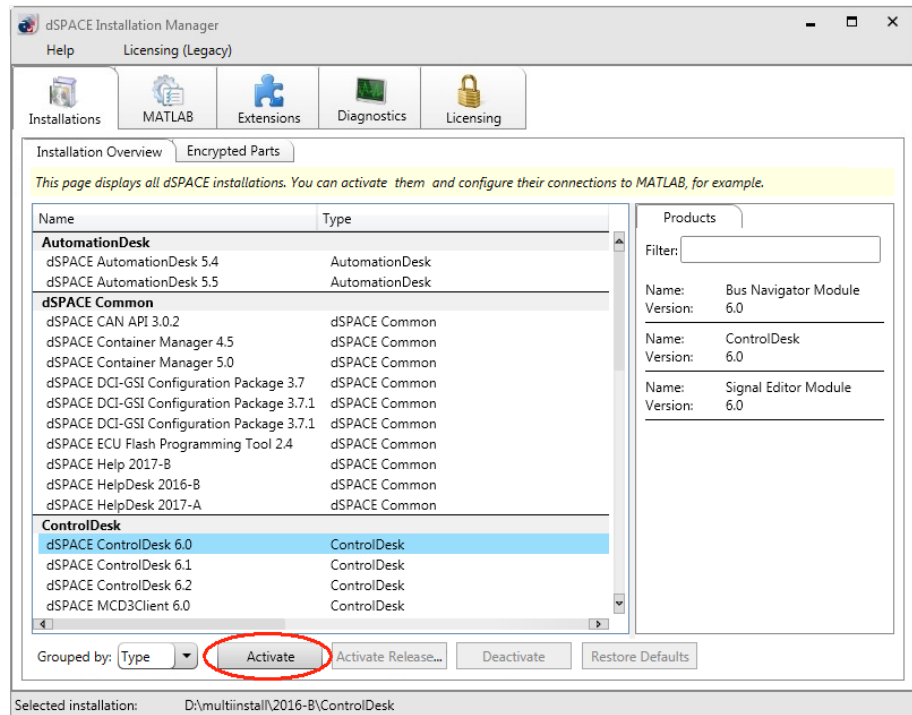 dSPACE Installation Manager
Help Licensing (Legacy)
Installations MATLAB Extensions Diagnostics Licensing
Installation Overview Encrypted Parts
This page displays all dSPACE installations. You can activate them and configure their connections to MATLAB, for example.
Name Type
AutomationDesk
dSPACE AutomationDesk 5.4 AutomationDesk
dSPACE AutomationDesk 5.5 AutomationDesk
dSPACE Common
dSPACE CAN API 3.0.2 dSPACE Common
dSPACE Container Manager 4.5 dSPACE Common
dSPACE Container Manager 5.0 dSPACE Common
dSPACE DCI-GSI Configuration Package 3.7 dSPACE Common
dSPACE DCI-GSI Configuration Package 3.7.1 dSPACE Common
dSPACE DCI-GSI Configuration Package 3.7.1 dSPACE Common
dSPACE ECU Flash Programming Tool 2.4 dSPACE Common
dSPACE Help 2017-B dSPACE Common
dSPACE HelpDesk 2016-B dSPACE Common
dSPACE HelpDesk 2017-A dSPACE Common
ControlDesk
dSPACE ControlDesk 6.0 ControlDesk
dSPACE ControlDesk 6.1 ControlDesk
dSPACE ControlDesk 6.2 ControlDesk
dSPACE MCD3Client 6.0 ControlDesk
Products
Filter:
Name: Bus Navigator Module
Version: 6.0
Name: ControlDesk
Version: 6.0
Name: Signal Editor Module
Version: 6.0
Grouped by: Type Activate Activate Release... Deactivate Restore Defaults
Selected installation: D:\multiinstall\2016-B\ControlDesk